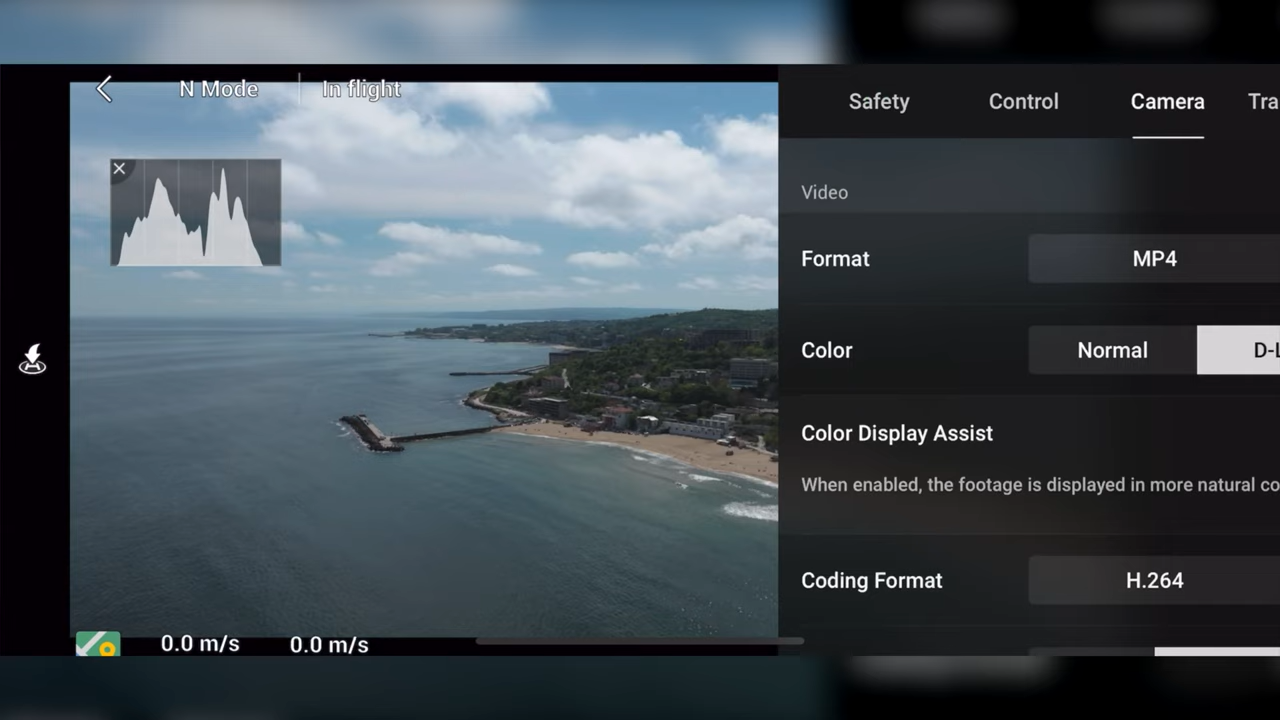 N Mode In flight
Safety Control Camera Tra
Video
Format MP4
Color Normal D-L
Color Display Assist
When enabled, the footage is displayed in more natural co
Coding Format H.264
0.0 m/s 0.0 m/s